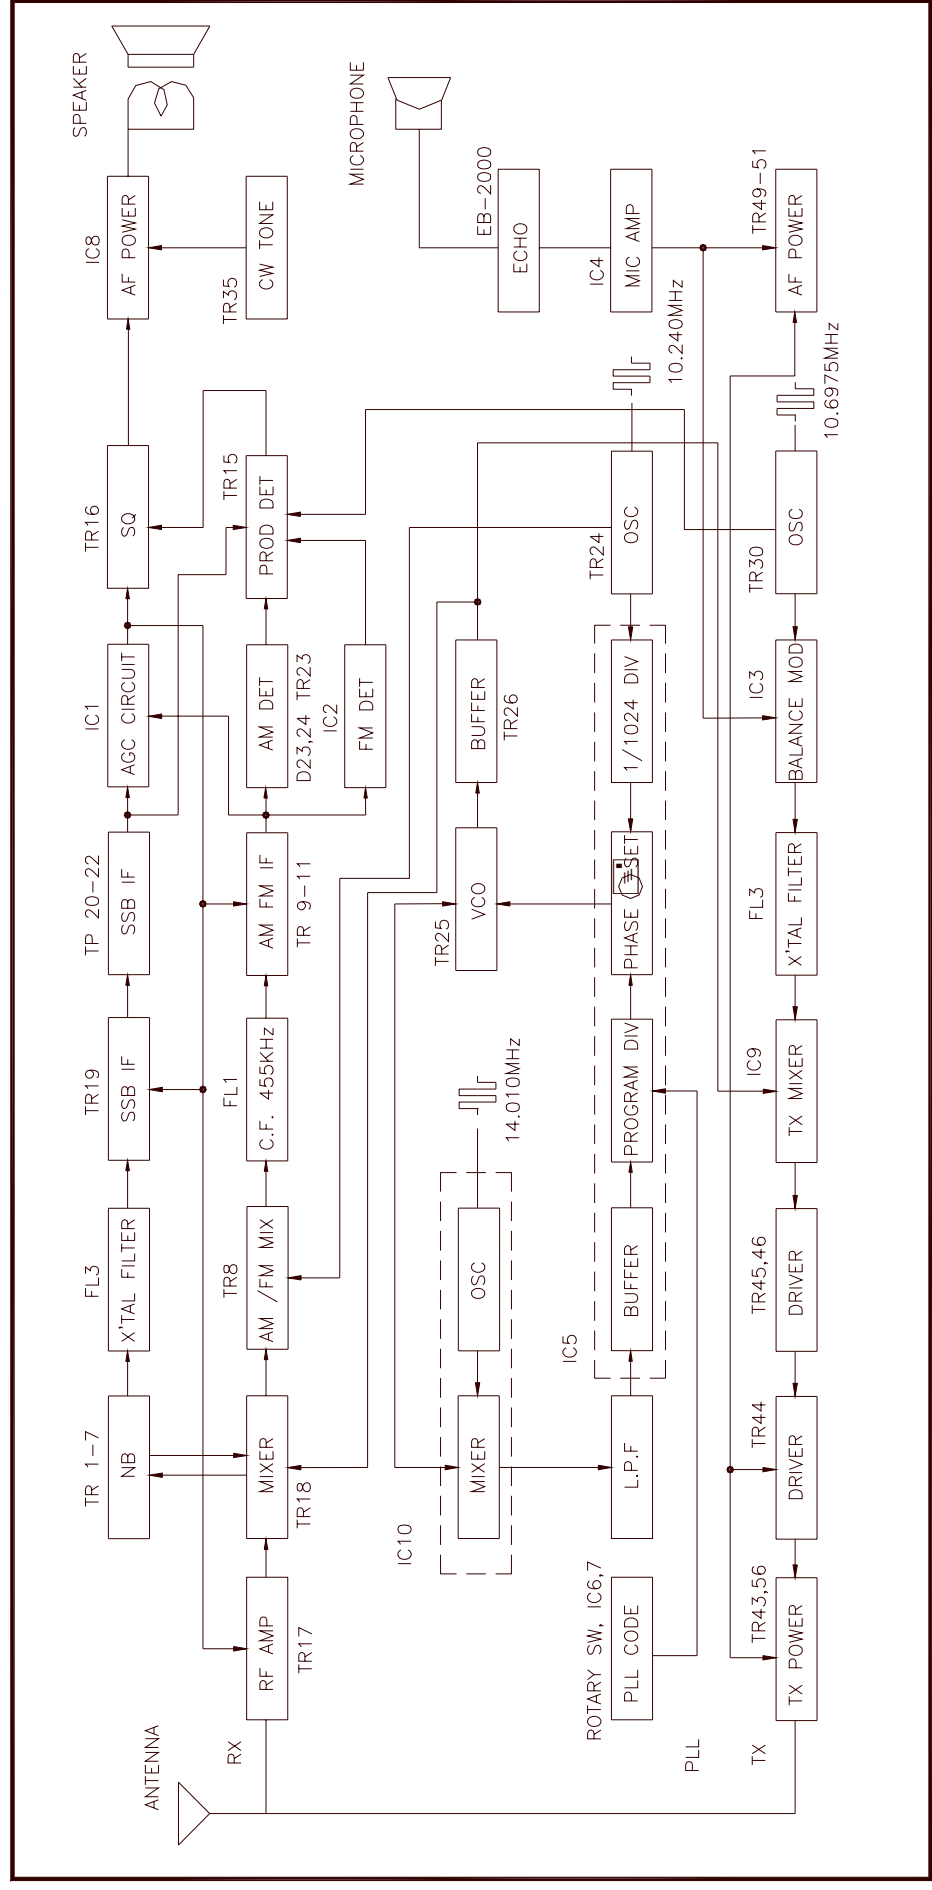 SPEAKER
TR 1-7
FL3
TR19
TP 20-22
IC1
TR16
IC8
NB
X'TAL FILTER
SSB IF
SSB IF
AGC CIRCUIT
SQ
AF POWER
ANTENNA
RX
TR8
FL1
TR15
TR35
RF AMP
MIXER
AM /FM MIX
C.F. 455KHz
AM FM IF
AM DET
PROD DET
CW TONE
TR17
TR18
TR 9-11
D23,24 TR23
IC2
FM DET
MICROPHONE
IC10
TR25
EB-2000
MIXER
OSC
VCO
BUFFER
ECHO
14.010MHz
TR26
IC5
ROTARY SW, IC6,7
TR24
IC4
PLL CODE
L.P.F
BUFFER
PROGRAM DIV
PHASE SET
1/1024 DIV
OSC
MIC AMP
10.240MHz
PLL
TX
TR43,56
TR44
TR45,46
IC9
FL3
IC3
TR30
TR49-51
TX POWER
DRIVER
DRIVER
TX MIXER
X'TAL FILTER
BALANCE MOD
OSC
AF POWER
10.6975MHz